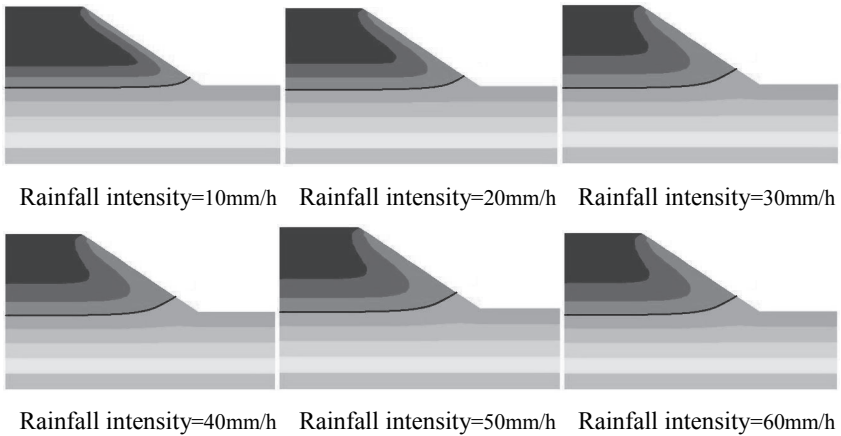 Rainfall intensity=10mm/h
Rainfall intensity=20mm/h
Rainfall intensity=30mm/h
Rainfall intensity=40mm/h
Rainfall intensity=50mm/h
Rainfall intensity=60mm/h